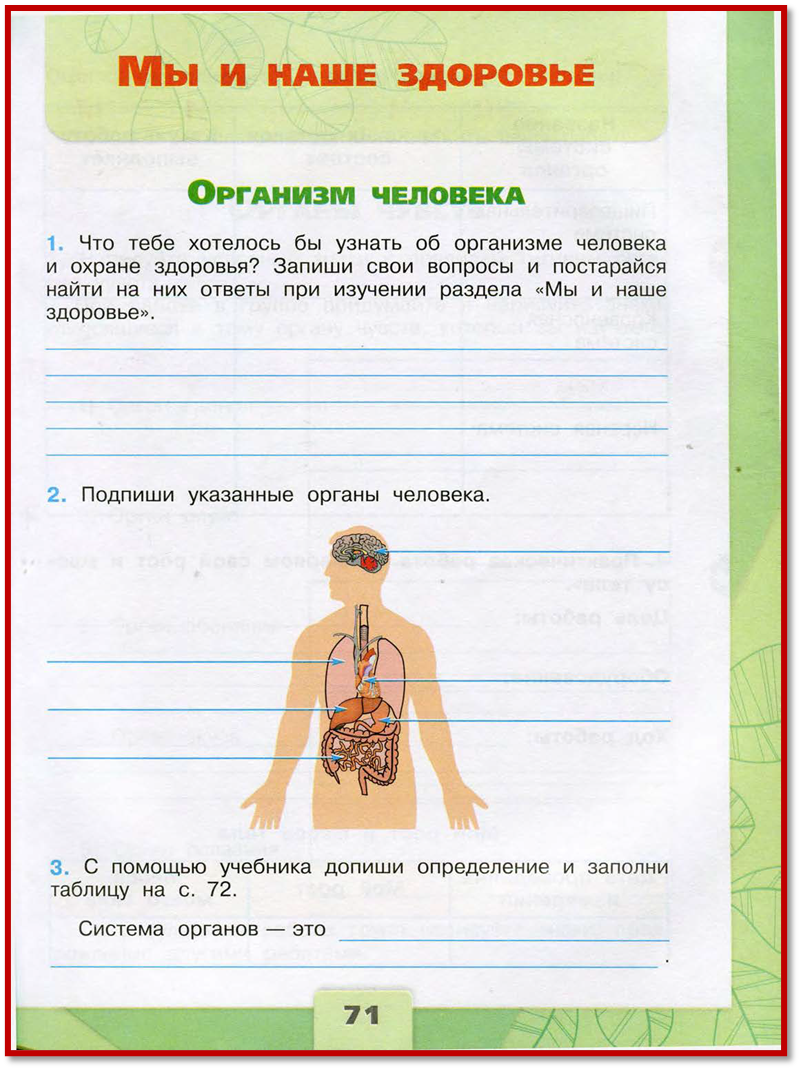 Мы и наше здоровье
Организм человека
1. Что тебе хотелось бы узнать об организме человека
и охране здоровья? Запиши свои вопросы и постарайся
найти на них ответы при изучении раздела «Мы и наше
здоровье».
2. Подпиши указанные органы человека.
3. С помощью учебника допиши определение и заполни
таблицу на с. 72.
Система органов — это
.
71